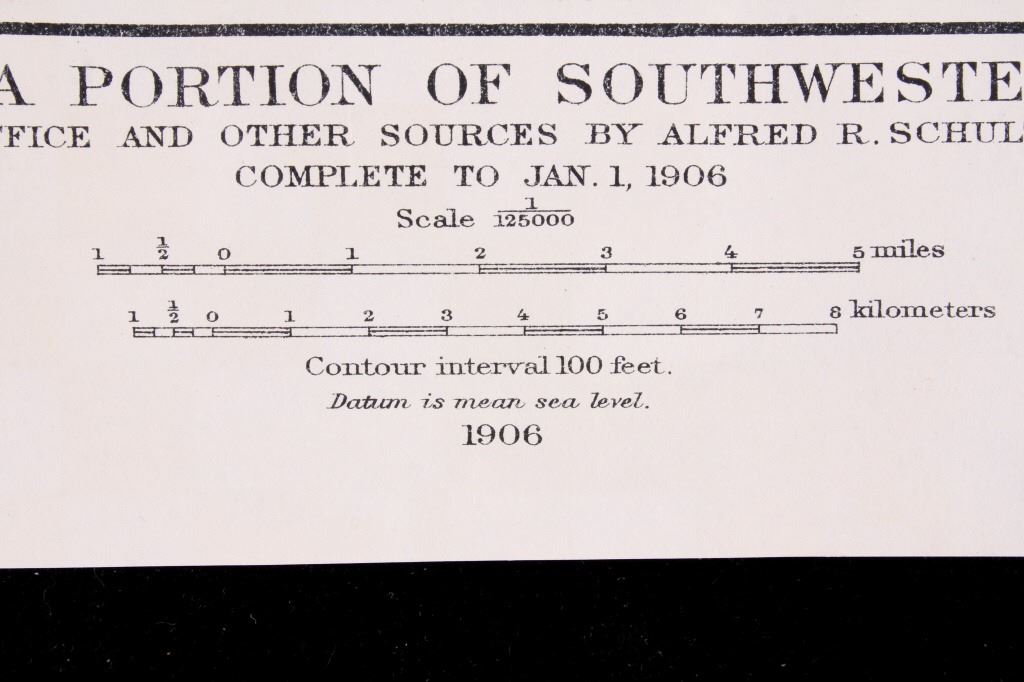 A PORTION OF SOUTHWESTE
FFICE AND OTHER SOURCES BY ALFRED R. SCHUL
COMPLETE TO JAN. 1, 1906
Scale 1/125000
1 ½ 0 1 2 3 4 5 miles
1 ½ 0 1 2 3 4 5 6 7 8 kilometers
Contour interval 100 feet.
Datum is mean sea level.
1906